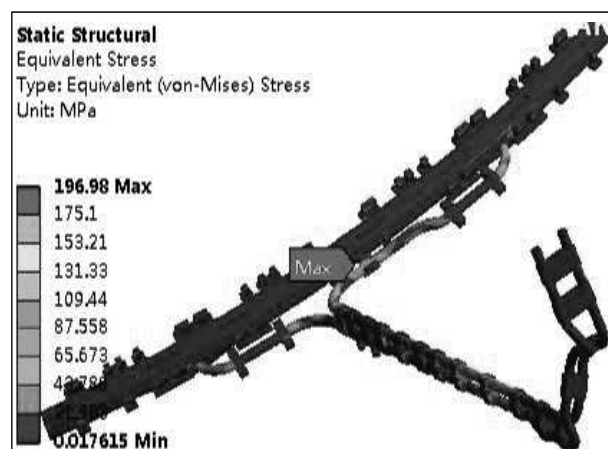 Static Structural
Equivalent Stress
Type: Equivalent (von-Mises) Stress
Unit: MPa
196.98 Max
175.1
153.21
131.33
109.44
87.558
65.673
0.017615 Min
Max